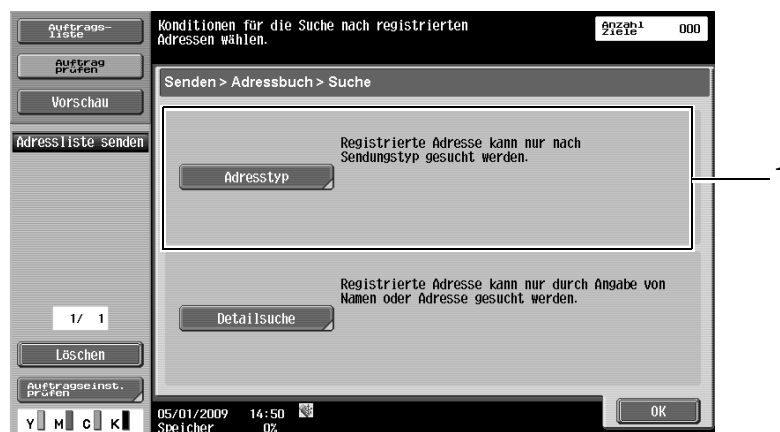 Auftrags-
liste
Auftrag
prüfen
Vorschau
Adressliste senden
1/ 1
Löschen
Auftragseinst.
prüfen
Y M C K
Konditionen für die Suche nach registrierten
Adressen wählen.
Anzahl
Ziele 000
Senden > Adressbuch > Suche
Adresstyp
Registrierte Adresse kann nur nach
Sendungstyp gesucht werden.
Detailsuche
Registrierte Adresse kann nur durch Angabe von
Namen oder Adresse gesucht werden.
05/01/2009 14:50
Speicher 0%
OK